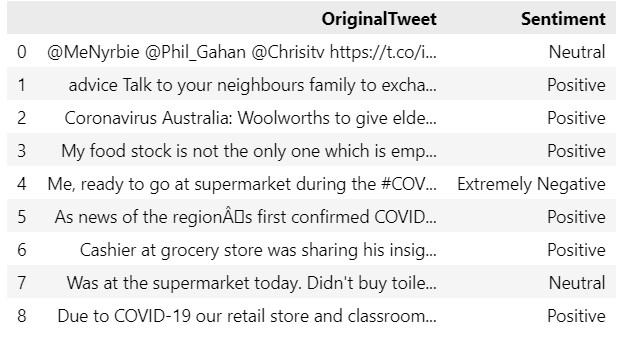 OriginalTweet Sentiment
0 @MeNyrbie @Phil_Gahan @Chrisitv https://t.co/i... Neutral
1 advice Talk to your neighbours family to excha... Positive
2 Coronavirus Australia: Woolworths to give elde... Positive
3 My food stock is not the only one which is emp... Positive
4 Me, ready to go at supermarket during the #COV... Extremely Negative
5 As news of the regionÂ▯s first confirmed COVID... Positive
6 Cashier at grocery store was sharing his insig... Positive
7 Was at the supermarket today. Didn't buy toile... Neutral
8 Due to COVID-19 our retail store and classroom... Positive